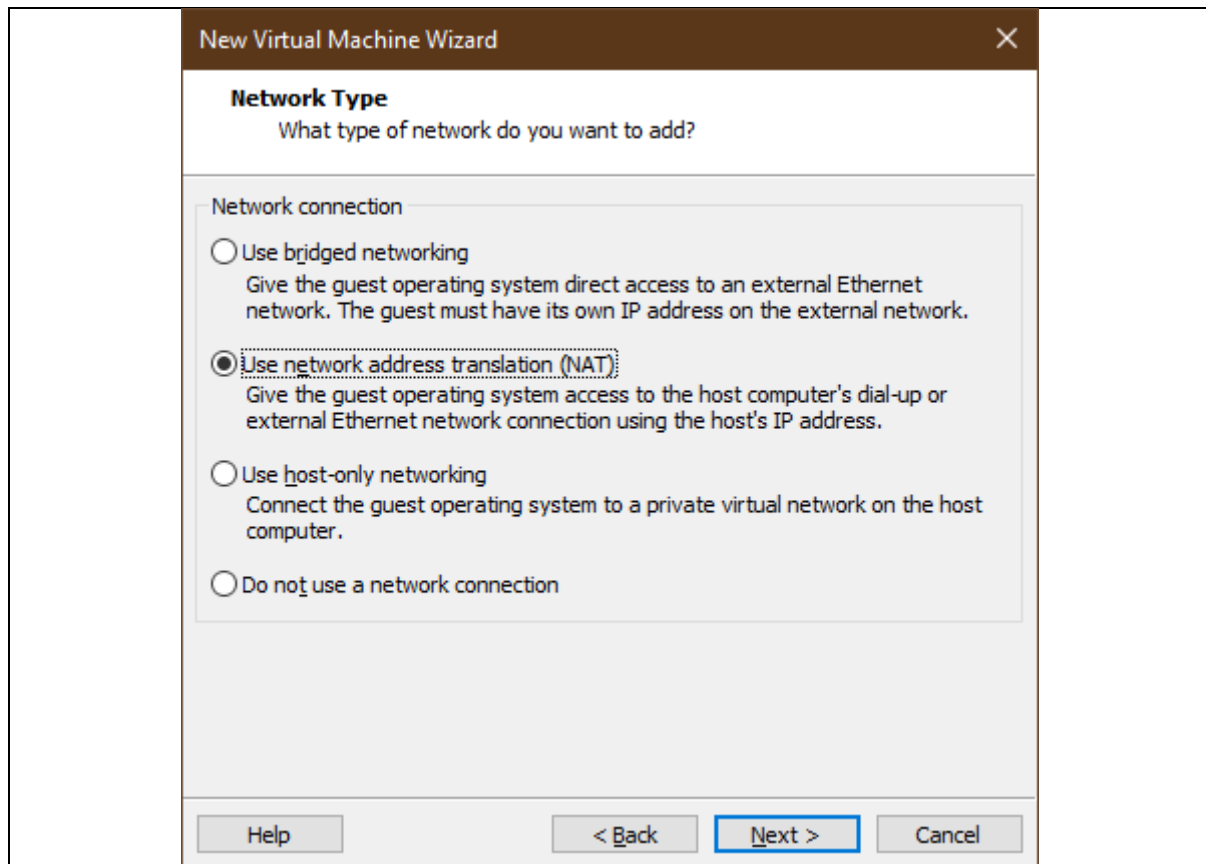 New Virtual Machine Wizard
Network Type
What type of network do you want to add?
Network connection
Use bridged networking
Give the guest operating system direct access to an external Ethernet
network. The guest must have its own IP address on the external network.
Use network address translation (NAT)
Give the guest operating system access to the host computer's dial-up or
external Ethernet network connection using the host's IP address.
Use host-only networking
Connect the guest operating system to a private virtual network on the host
computer.
Do not use a network connection
Help < Back Next > Cancel